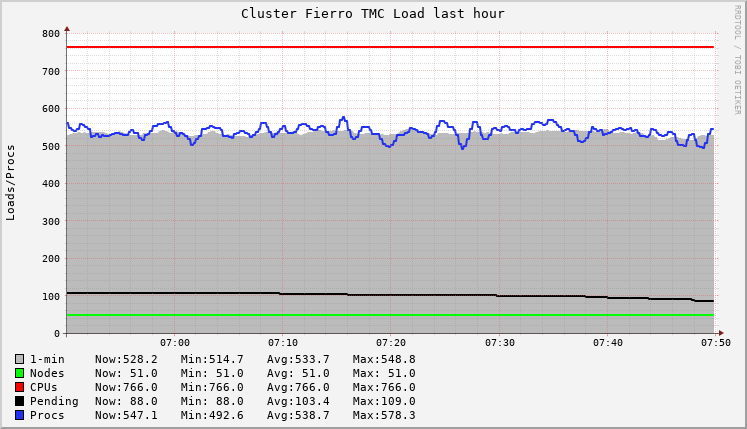 Cluster Fierro TMC Load last hour
RRDTOOL / TOBI OETIKER
Loads/Procs
800
700
600
500
400
300
200
100
0
07:00 07:10 07:20 07:30 07:40 07:50
1-min Now:528.2 Min:514.7 Avg:533.7 Max:548.8
Nodes Now: 51.0 Min: 51.0 Avg: 51.0 Max: 51.0
CPUs Now:766.0 Min:766.0 Avg:766.0 Max:766.0
Pending Now: 88.0 Min: 88.0 Avg:103.4 Max:109.0
Procs Now:547.1 Min:492.6 Avg:538.7 Max:578.3